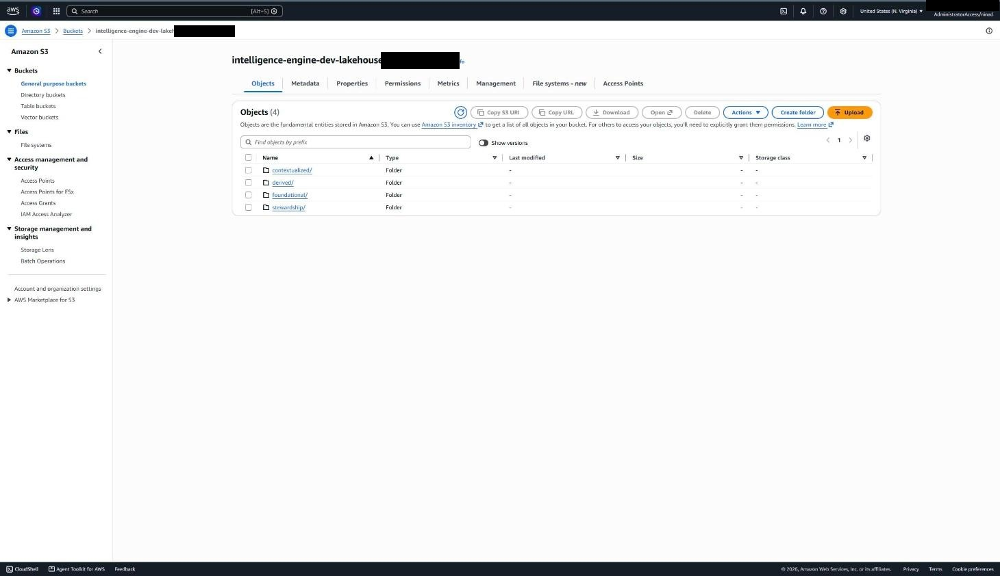 aws
Search
[Alt+S]
United States (N. Virginia)
AdministratorAccess/ninad
Amazon S3
Buckets
intelligence-engine-dev-lakeh
Amazon S3
Buckets
General purpose buckets
Directory buckets
Table buckets
Vector buckets
Files
File systems
Access management and
security
Access Points
Access Points for FSx
Access Grants
IAM Access Analyzer
Storage management and
insights
Storage Lens
Batch Operations
Account and organization settings
AWS Marketplace for S3
intelligence-engine-dev-lakehouse
fo
Objects
Metadata
Properties
Permissions
Metrics
Management
File systems - new
Access Points
Objects (4)
Copy S3 URI
Copy URL
Download
Open
Delete
Actions
Create folder
Upload
Objects are the fundamental entities stored in Amazon S3. You can use Amazon S3 inventory to get a list of all objects in your bucket. For others to access your objects, you'll need to explicitly grant them permissions. Learn more
Find objects by prefix
Show versions
1
Name Type Last modified Size Storage class
contextualized/ Folder - - -
derived/ Folder - - -
foundational/ Folder - - -
stewardship/ Folder - - -
CloudShell
Agent Toolkit for AWS
Feedback
© 2026, Amazon Web Services, Inc. or its affiliates.
Privacy
Terms
Cookie preferences